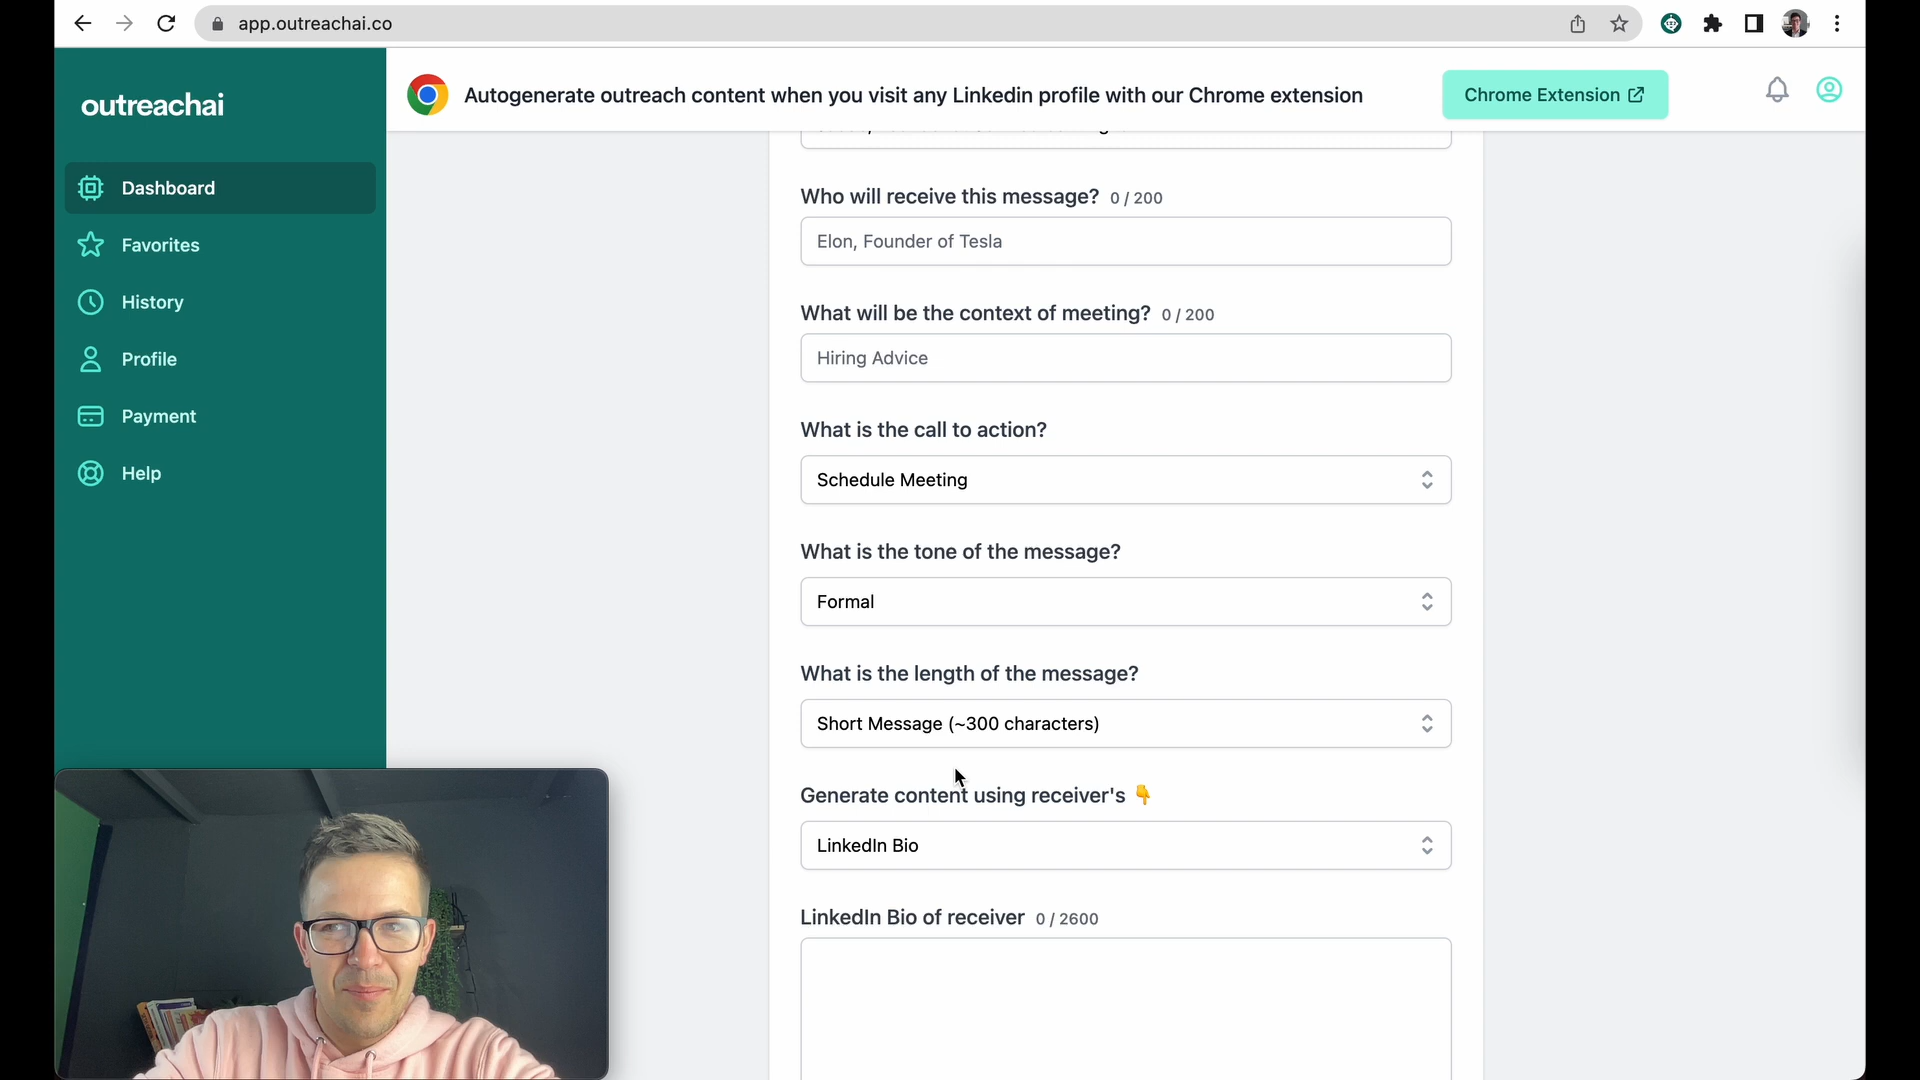 app.outreachai.co
outreachai
Autogenerate outreach content when you visit any Linkedin profile with our Chrome extension
Chrome Extension
Dashboard
Favorites
History
Profile
Payment
Help
Who will receive this message? 0 / 200
Elon, Founder of Tesla
What will be the context of meeting? 0 / 200
Hiring Advice
What is the call to action?
Schedule Meeting
What is the tone of the message?
Formal
What is the length of the message?
Short Message (~300 characters)
Generate content using receiver's 👇
LinkedIn Bio
LinkedIn Bio of receiver 0 / 2600